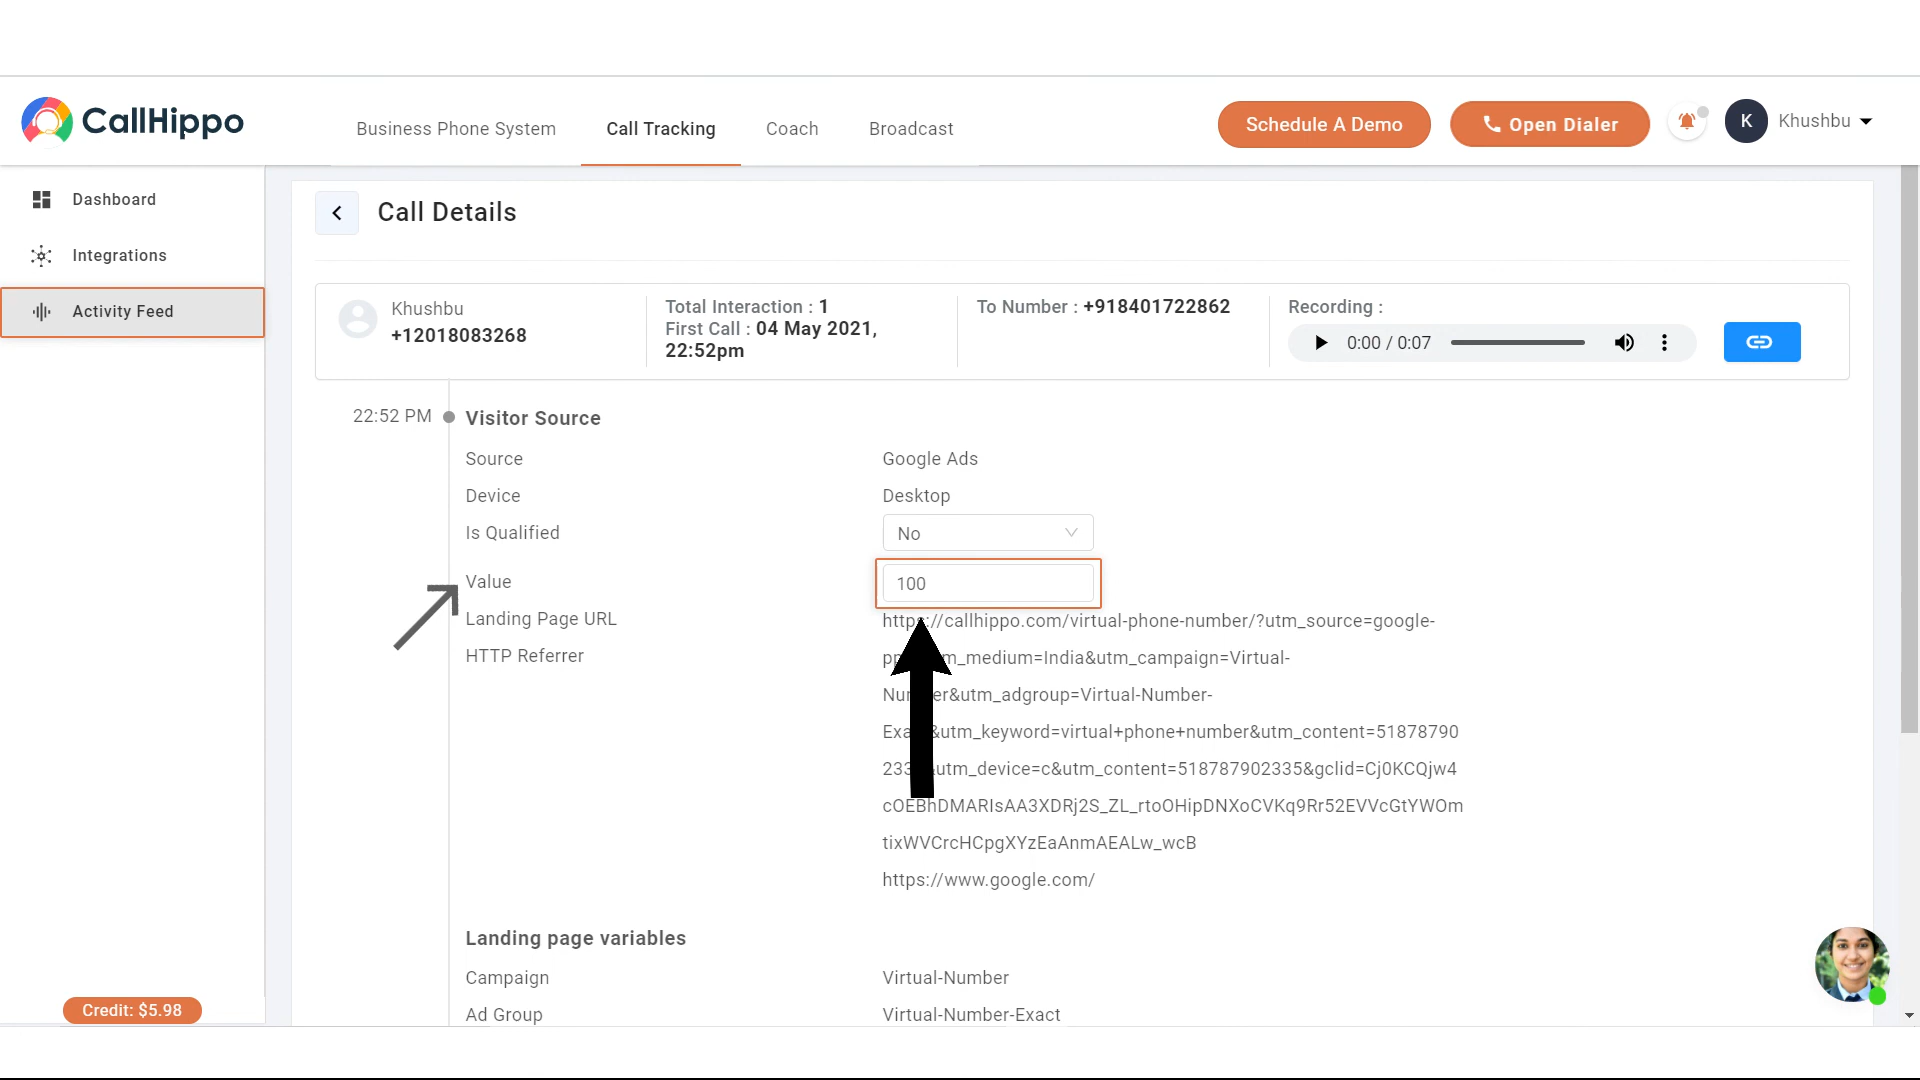 CallHippo
Business Phone System
Call Tracking
Coach
Broadcast
Schedule A Demo
Open Dialer
K
Khushbu
Dashboard
Integrations
Activity Feed
Credit: $5.98
Call Details
Khushbu
+12018083268
Total Interaction : 1
First Call : 04 May 2021,
22:52pm
To Number : +918401722862
Recording :
0:00 / 0:07
22:52 PM
Visitor Source
Source
Google Ads
Device
Desktop
Is Qualified
No
Value
100
Landing Page URL
https://callhippo.com/virtual-phone-number/?utm_source=google-
m_medium=India&utm_campaign=Virtual-
er&utm_adgroup=Virtual-Number-
&utm_keyword=virtual+phone+number&utm_content=51878790
utm_device=c&utm_content=518787902335&gclid=Cj0KCQjw4
cOEBhDMARIsAA3XDRj2S_ZL_rtoOHipDNXoCVKq9Rr52EVVcGtYWOm
tixWVCrcHCpgXYzEaAnmAEALw_wcB
HTTP Referrer
https://www.google.com/
Landing page variables
Campaign
Virtual-Number
Ad Group
Virtual-Number-Exact